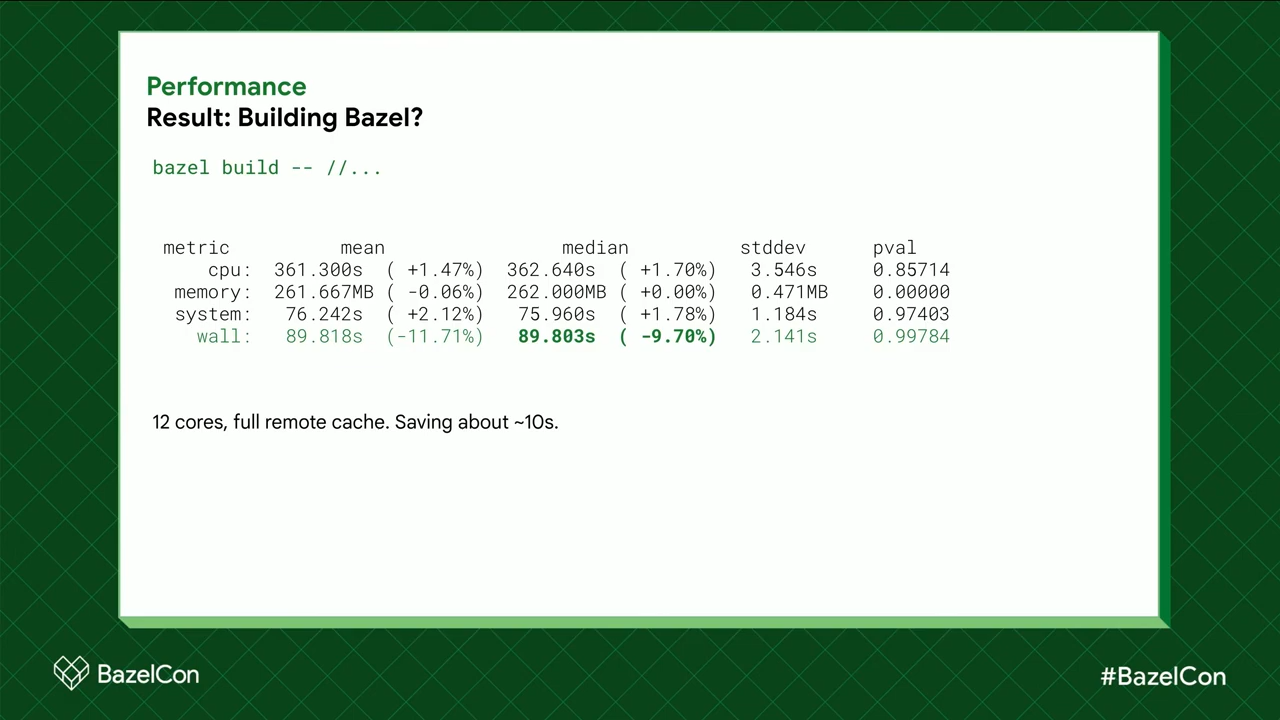 Performance
Result: Building Bazel?
bazel build -- //...
metric mean median stddev pval
cpu: 361.300s ( +1.47%) 362.640s ( +1.70%) 3.546s 0.85714
memory: 261.667MB ( -0.06%) 262.000MB ( +0.00%) 0.471MB 0.00000
system: 76.242s ( +2.12%) 75.960s ( +1.78%) 1.184s 0.97403
wall: 89.818s (-11.71%) 89.803s ( -9.70%) 2.141s 0.99784
12 cores, full remote cache. Saving about ~10s.
BazelCon
#BazelCon